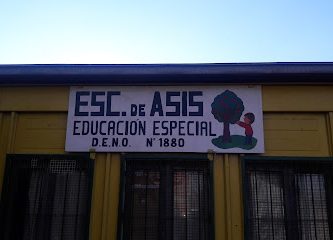 ESC. DE ASIS
EDUCACIÓN ESPECIAL
D.E.N.O. N°1880